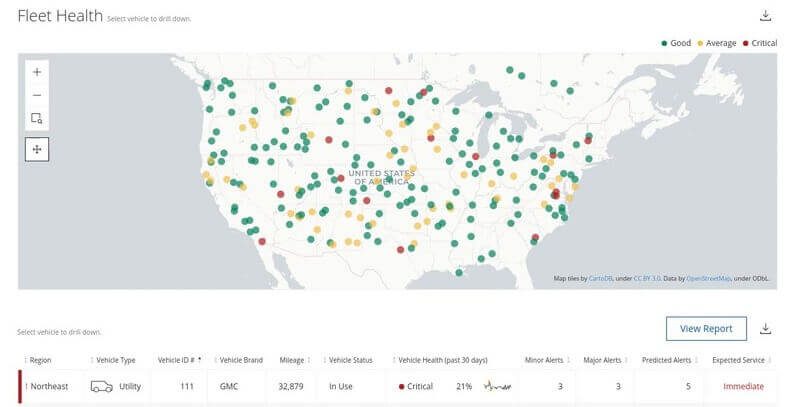 Fleet Health Select vehicle to drill down.
Good Average Critical
UNITED STATES
OF AMERICA
Map tiles by CartoDB, under CC BY 3.0. Data by OpenStreetMap, under ODbL.
Select vehicle to drill down.
View Report
Region Vehicle Type Vehicle ID # Vehicle Brand Mileage Vehicle Status Vehicle Health (past 30 days) Minor Alerts Major Alerts Predicted Alerts Expected Service
Northeast Utility 111 GMC 32,879 In Use Critical 21% 3 3 5 Immediate